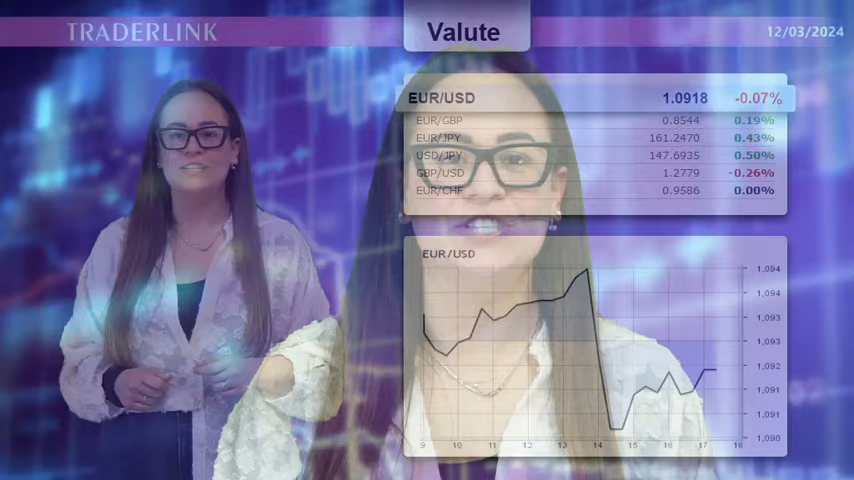 TRADERLINK
Valute
12/03/2024
EUR/USD 1.0918 -0.07%
EUR/GBP 0.8544 0.19%
EUR/JPY 161.2470 0.43%
USD/JPY 147.6935 0.50%
GBP/USD 1.2779 -0.26%
EUR/CHF 0.9586 0.00%
EUR/USD
1,094
1,094
1,093
1,093
1,092
1,091
1,091
1,090
9 10 11 12 13 14 15 16 17 18